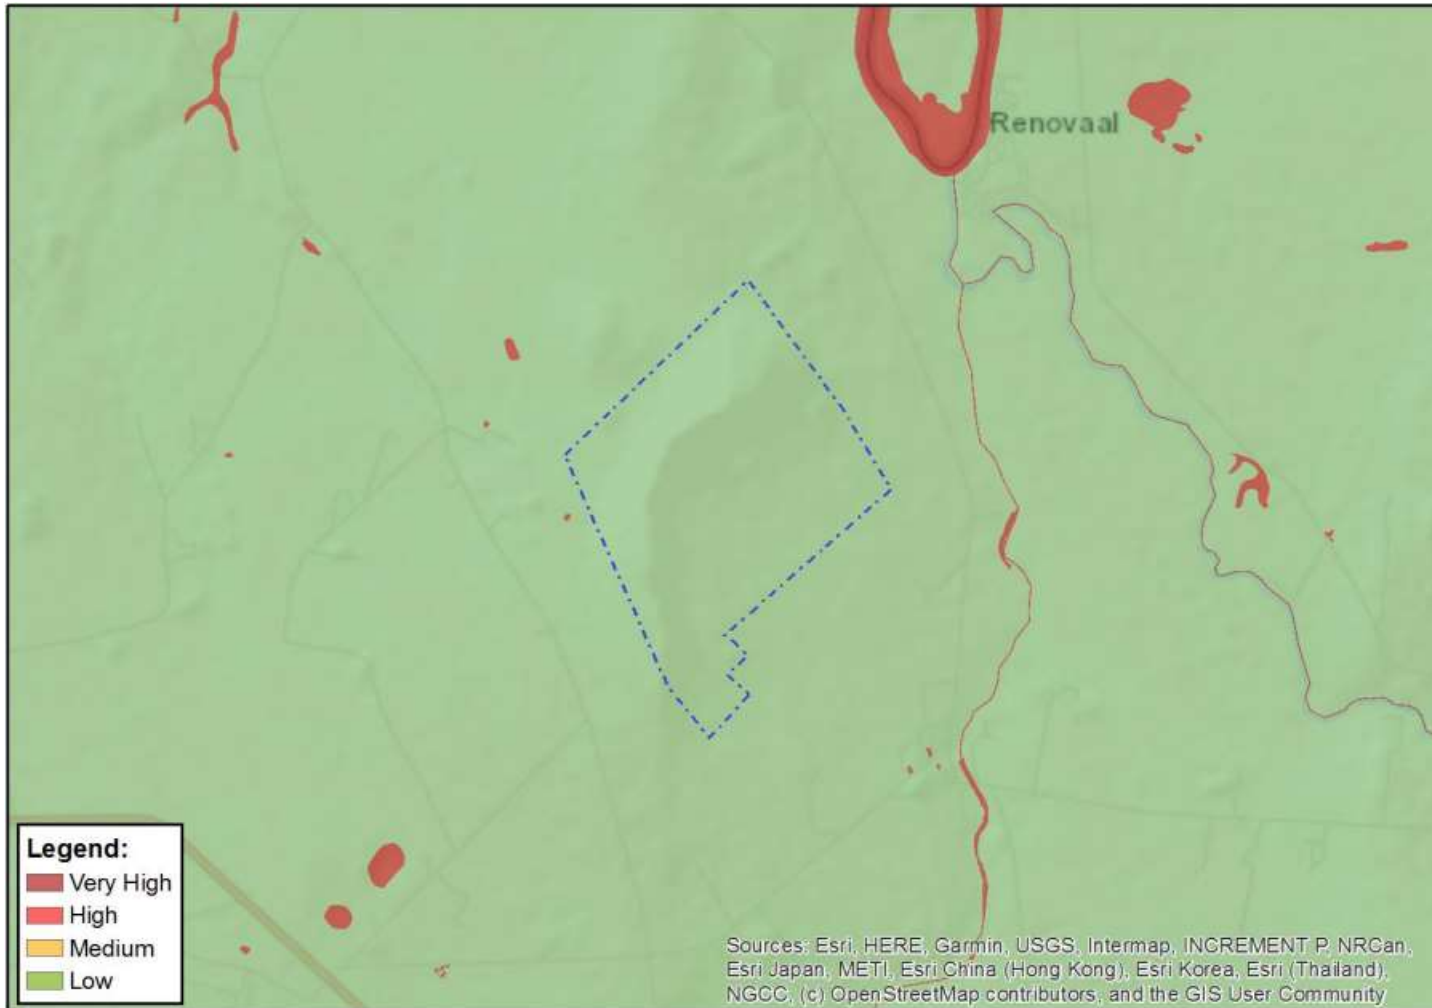 Renovaal
Legend:
Very High
High
Medium
Low
Sources: Esri, HERE, Garmin, USGS, Intermap, INCREMENT P, NRCan,
Esri Japan, METI, Esri China (Hong Kong), Esri Korea, Esri (Thailand),
NGCC, (c) OpenStreetMap contributors, and the GIS User Community